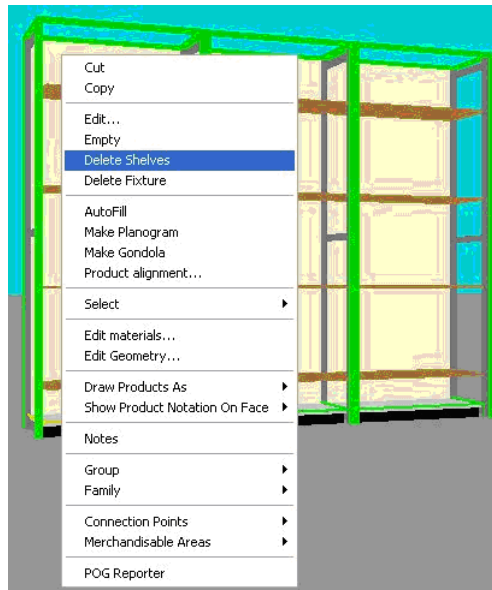 Cut
Copy
Edit...
Empty
Delete Shelves
Delete Fixture
AutoFill
Make Planogram
Make Gondola
Product alignment...
Select
Edit materials...
Edit Geometry...
Draw Products As
Show Product Notation On Face
Notes
Group
Family
Connection Points
Merchandisable Areas
POG Reporter